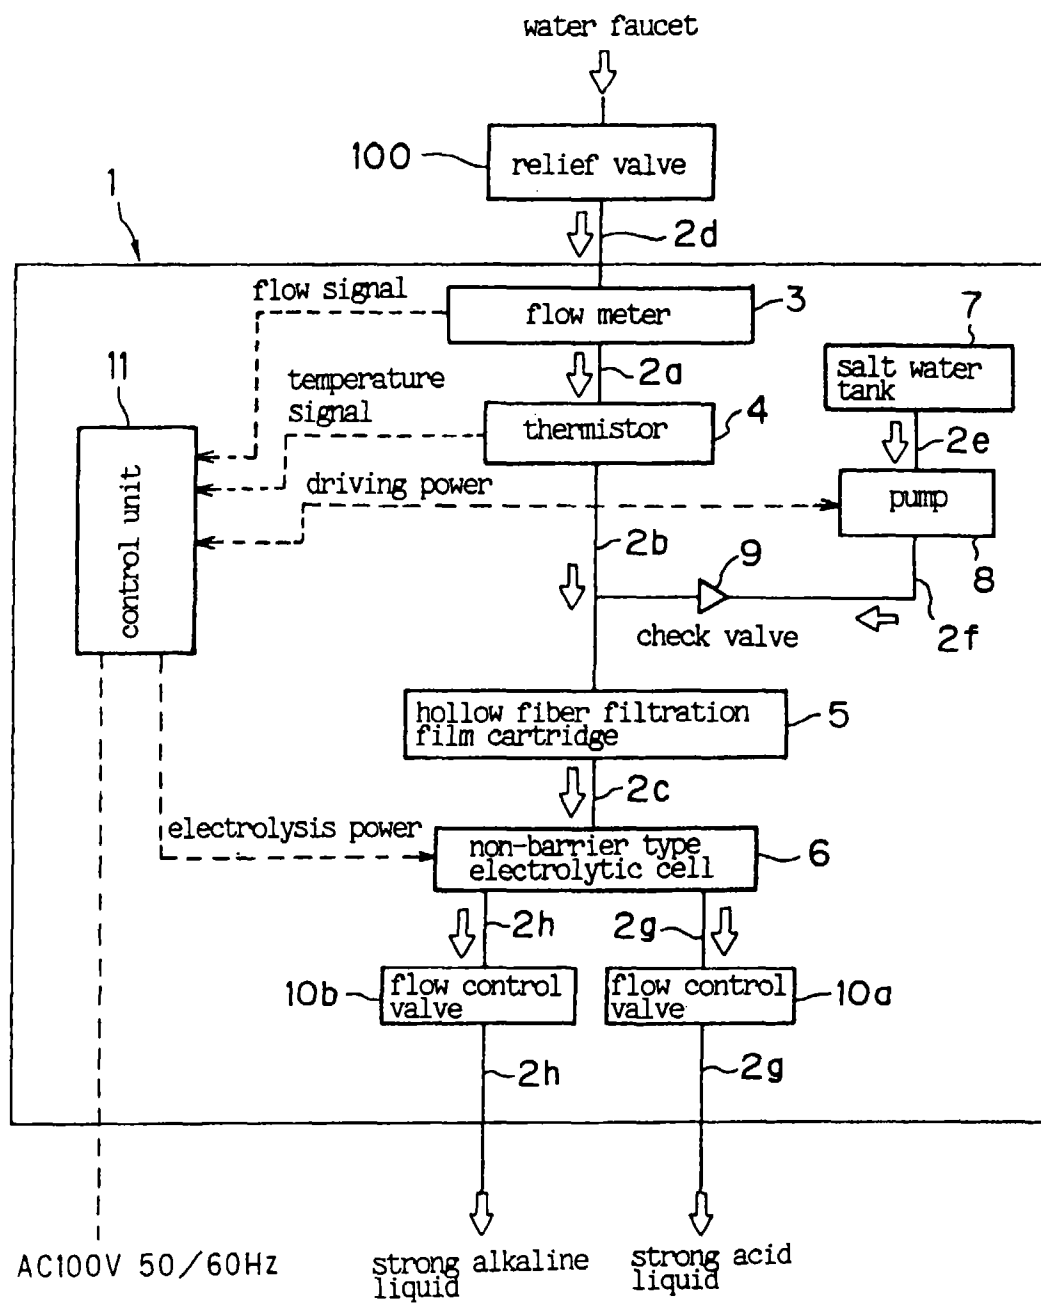 water faucet
100
relief valve
1
2d
flow signal
flow meter
3
7
11
2a
salt water
tank
temperature
signal
thermistor
4
2e
driving power
pump
control unit
2b
9
8
check valve
2f
hollow fiber filtration
film cartridge
5
2c
electrolysis power
non-barrier type
electrolytic cell
6
2h
2g
10b
flow control
valve
flow control
valve
10a
2h
2g
AC100V 50/60Hz
strong alkaline
liquid
strong acid
liquid